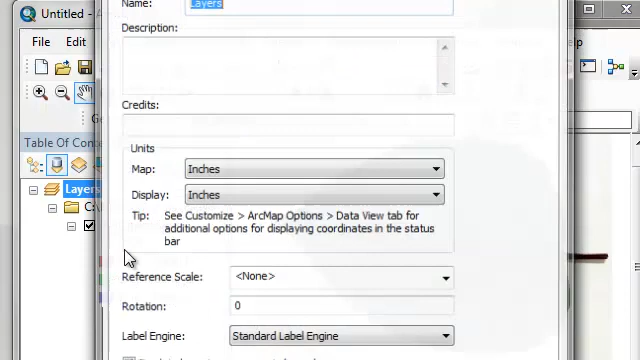 Untitled -
Name: Layers
File Edit
Description:
Credits:
Table Of Con
Units
Map: Inches
Display: Inches
Layers
C:\
Tip: See Customize > ArcMap Options > Data View tab for
additional options for displaying coordinates in the status
bar
Reference Scale: <None>
Rotation: 0
Label Engine: Standard Label Engine